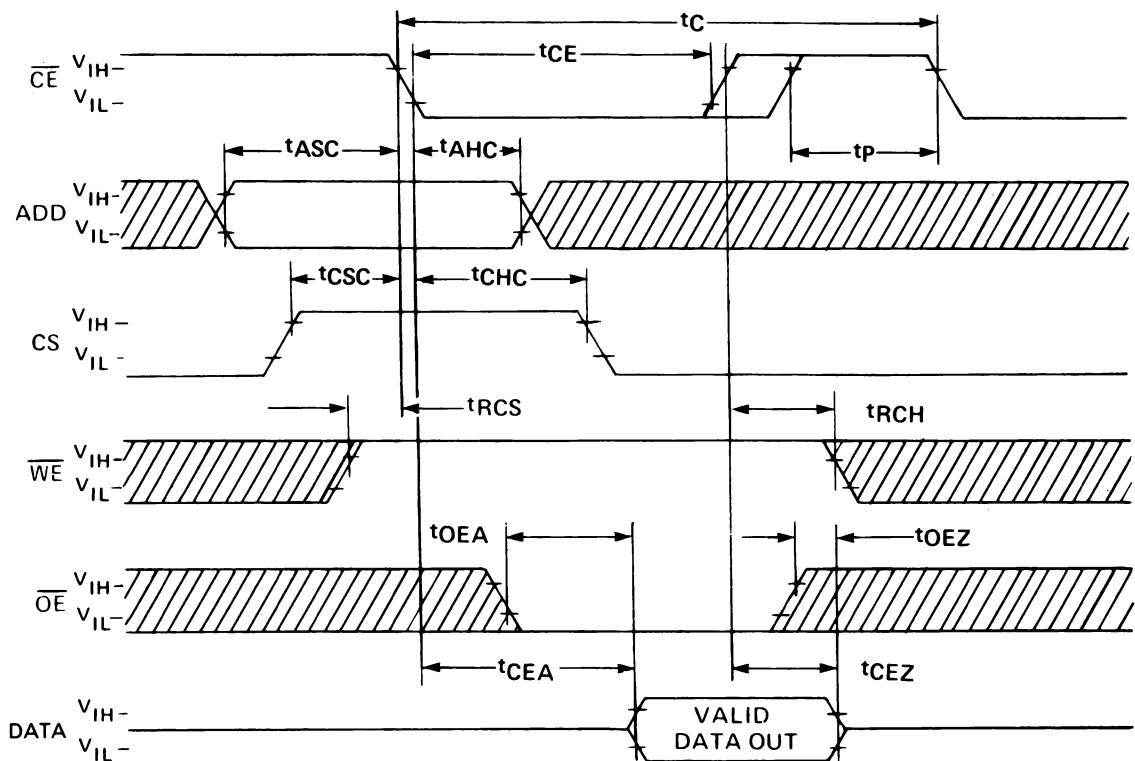 tC
tCE
CE VIH
VIL
tASC tAHC tP
ADD VIH
VIL
tCSC tCHC
CS VIH
VIL
tRCS tRCH
WE VIH
VIL
tOEA tOEZ
OE VIH
VIL
tCEA tCEZ
DATA VIH
VIL
VALID
DATA OUT